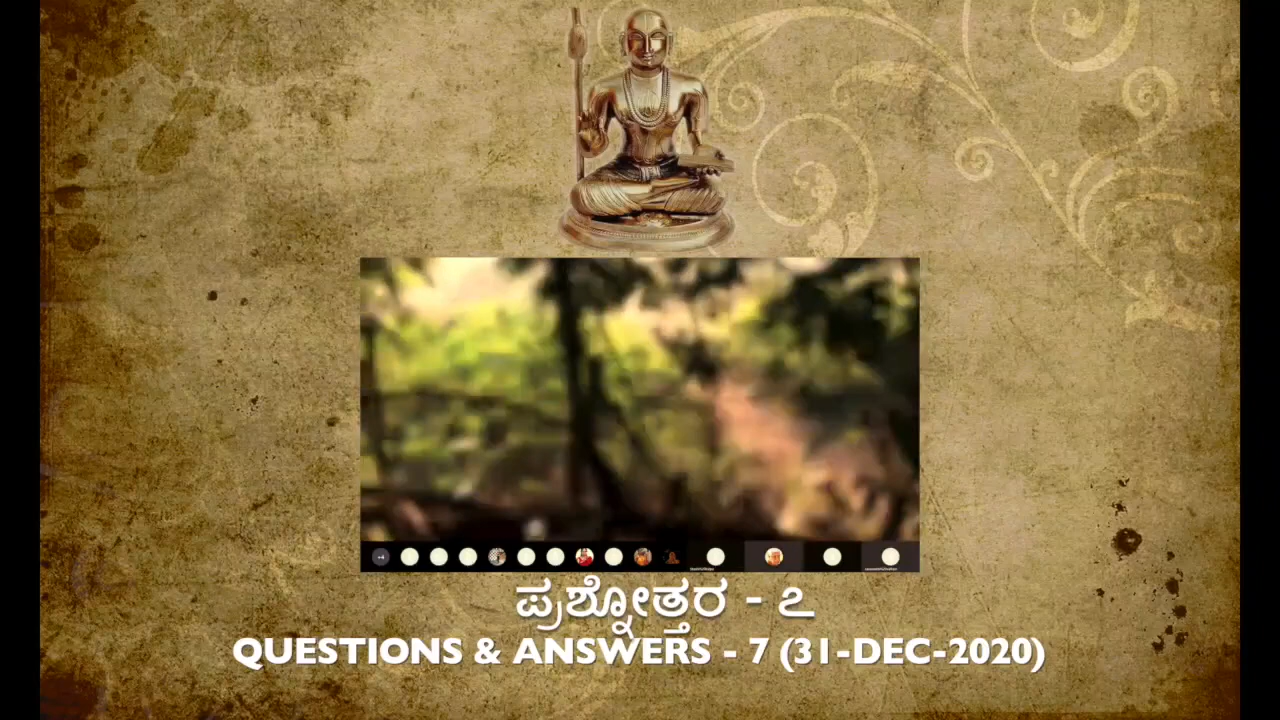 ಪ್ರಶ್ನೋತ್ತರ - ೭
QUESTIONS & ANSWERS - 7 (31-DEC-2020)